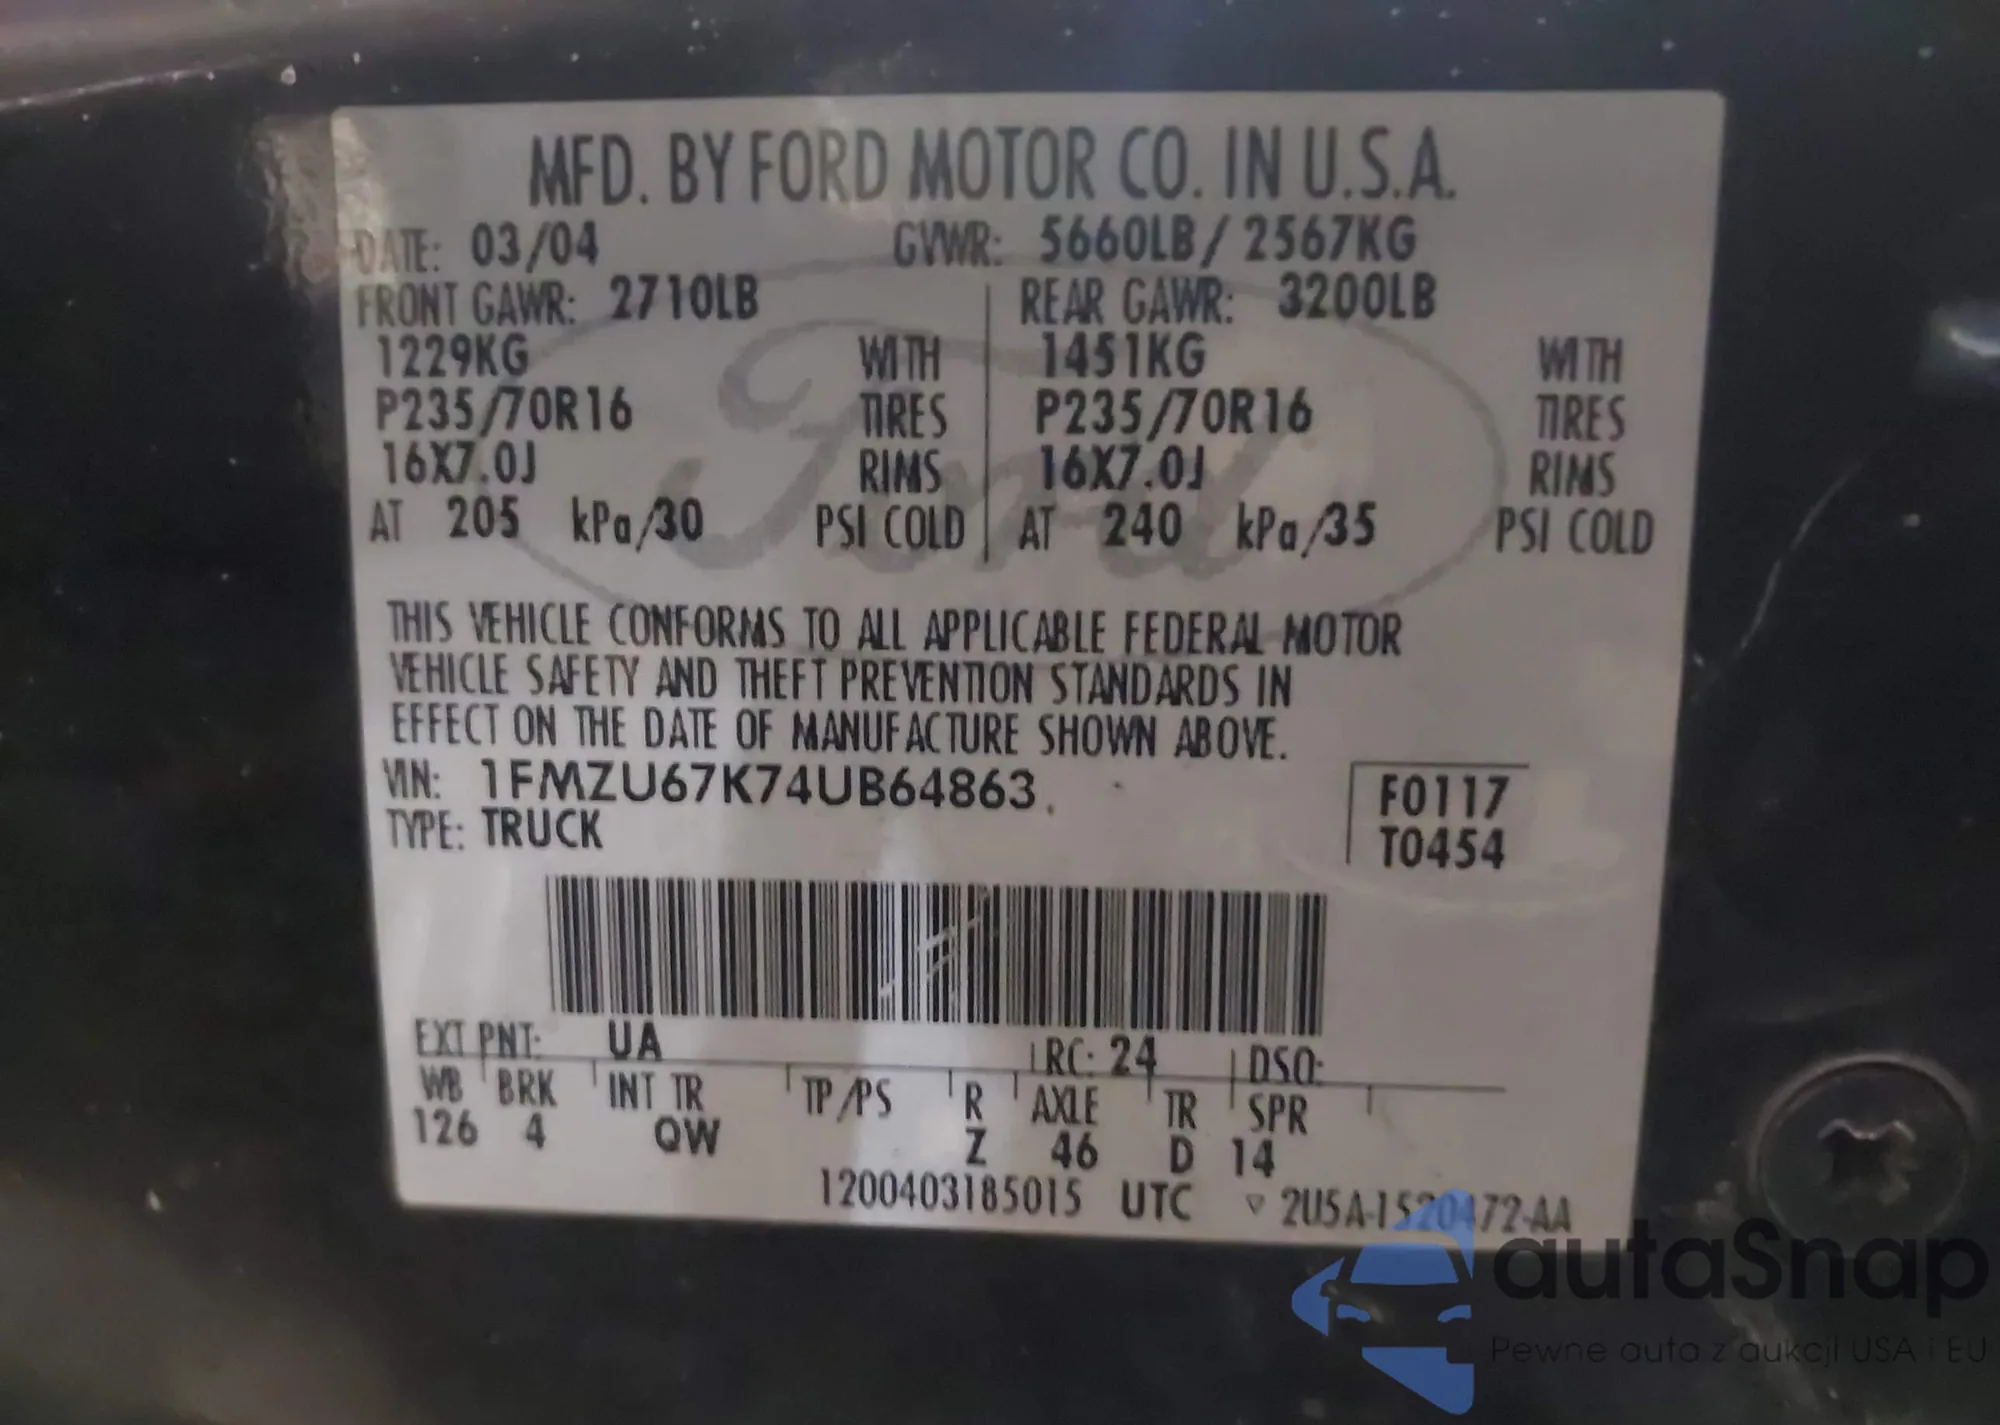 MFD. BY FORD MOTOR CO. IN U.S.A.
DATE: 03/04 GVWR: 5660LB/ 2567KG
FRONT GAWR: 2710LB REAR GAWR: 3200LB
1229KG WITH 1451KG WITH
P235/70R16 TIRES P235/70R16 TIRES
16X7.0J RIMS 16X7.0J RIMS
AT 205 kPa/30 PSI COLD AT 240 kPa/35 PSI COLD
Ford
THIS VEHICLE CONFORMS TO ALL APPLICABLE FEDERAL MOTOR
VEHICLE SAFETY AND THEFT PREVENTION STANDARDS IN
EFFECT ON THE DATE OF MANUFACTURE SHOWN ABOVE.
VIN: 1FMZU67K74UB64863
TYPE: TRUCK
F0117
T0454
EXT PNT: UA RC: 24 DSO:
WB BRK INT TR TP/PS R AXLE TR SPR
126 4 QW Z 46 D 14
1200403185015 UTC ▽ 2U5A-1520472-AA
autaSnap
Pewne auta z aukcji USA i EU